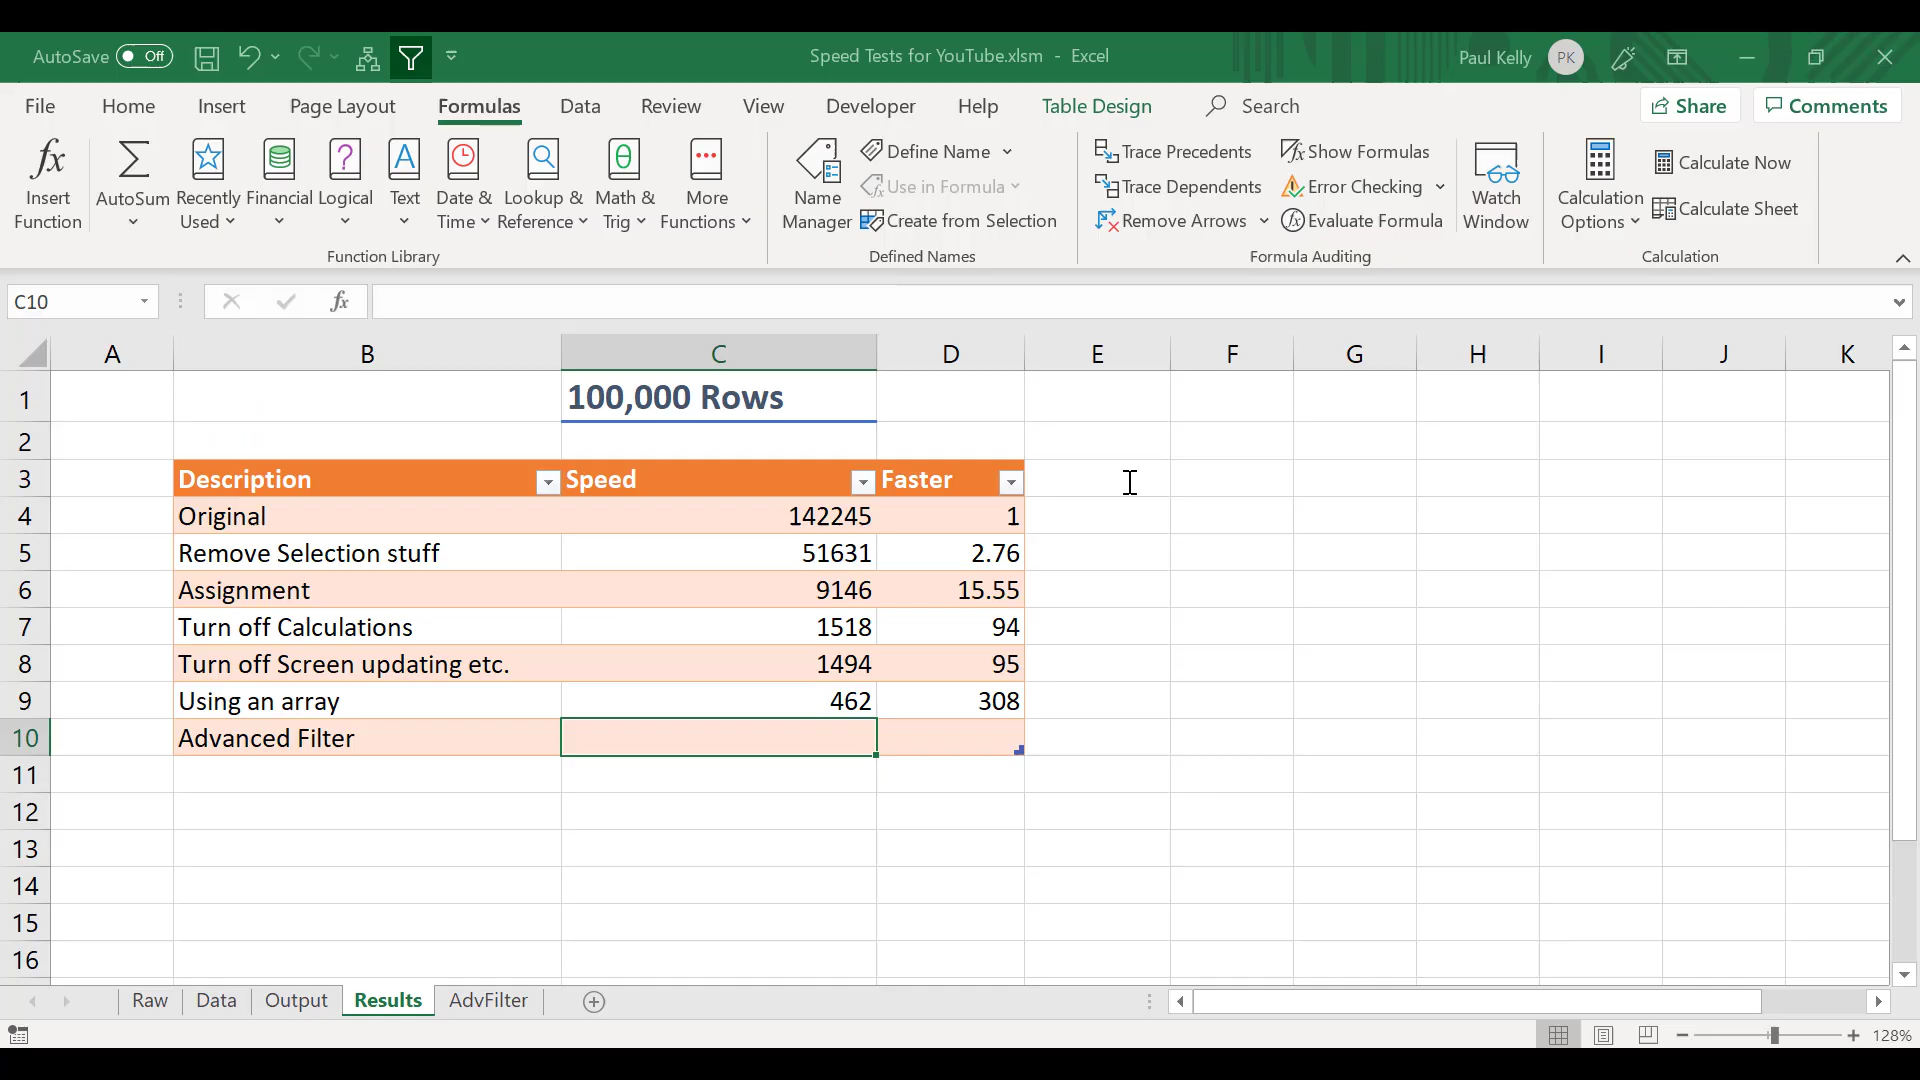 AutoSave Off Speed Tests for YouTube.xlsm - Excel Paul Kelly PK
File Home Insert Page Layout Formulas Data Review View Developer Help Table Design Search Share Comments
fx Insert Function
AutoSum
Recently Used
Financial
Logical
Text
Date & Time
Lookup & Reference
Math & Trig
More Functions
Function Library
Name Manager
Define Name
Use in Formula
Create from Selection
Defined Names
Trace Precedents
Trace Dependents
Remove Arrows
Show Formulas
Error Checking
Evaluate Formula
Watch Window
Formula Auditing
Calculation Options
Calculate Now
Calculate Sheet
Calculation
C10 fx
A B C D E F G H I J K
1 100,000 Rows
2
3 Description Speed Faster
4 Original 142245 1
5 Remove Selection stuff 51631 2.76
6 Assignment 9146 15.55
7 Turn off Calculations 1518 94
8 Turn off Screen updating etc. 1494 95
9 Using an array 462 308
10 Advanced Filter
11
12
13
14
15
16
Raw Data Output Results AdvFilter
128%